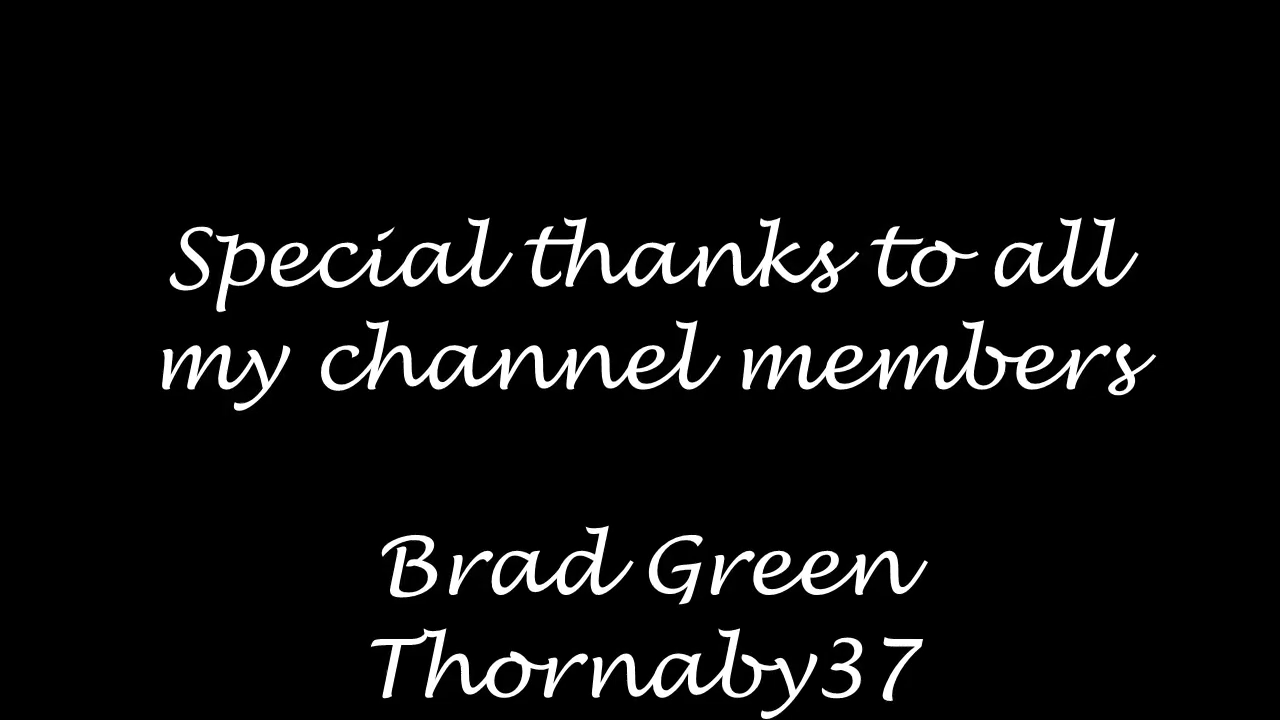 Special thanks to all
my channel members
Brad Green
Thornaby37